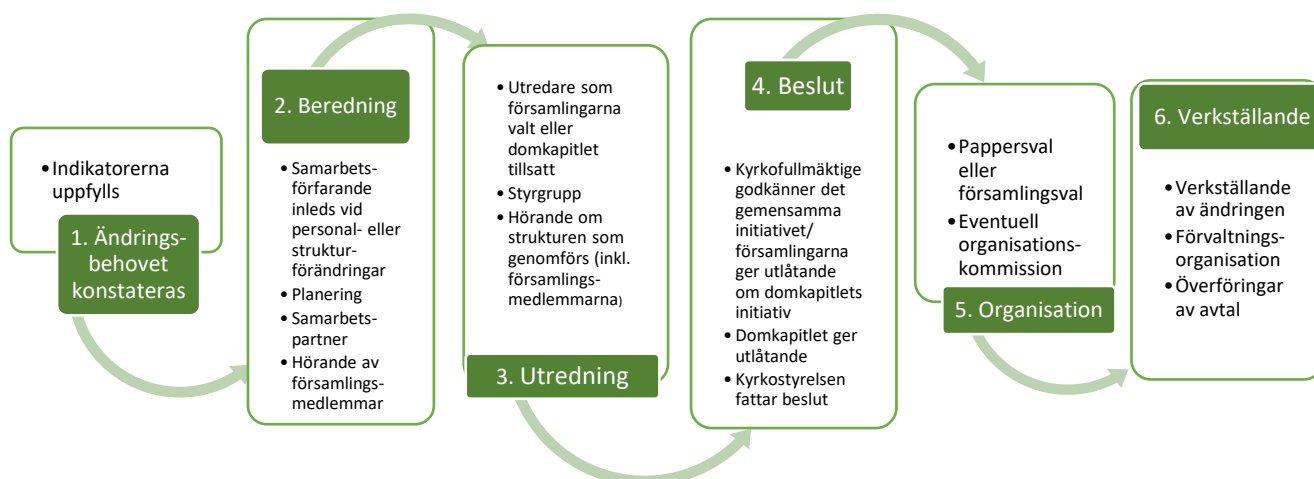 • Indikatorerna
uppfylls
1. Ändrings-
behovet
konstateras
2. Beredning
• Samarbets-
förfarande
inleds vid
personal- eller
struktur-
förändringar
• Planering
• Samarbets-
partner
• Hörande av
församlings-
medlemmar
• Utredare som
församlingarna
valt eller
domkapitlet
tillsatt
• Styrgrupp
• Hörande om
strukturen som
genomförs (inkl.
församlings-
medlemmarna)
3. Utredning
4. Beslut
• Kyrkofullmäktige
godkänner det
gemensamma
initiativet/
församlingarna
ger utlåtande
om domkapitlets
initiativ
• Domkapitlet ger
utlåtande
• Kyrkostyrelsen
fattar beslut
• Pappersval
eller
församlingsval
• Eventuell
organisations-
kommission
5. Organisation
6. Verkställande
• Verkställande
av ändringen
• Förvaltnings-
organisation
• Överföringar
av avtal